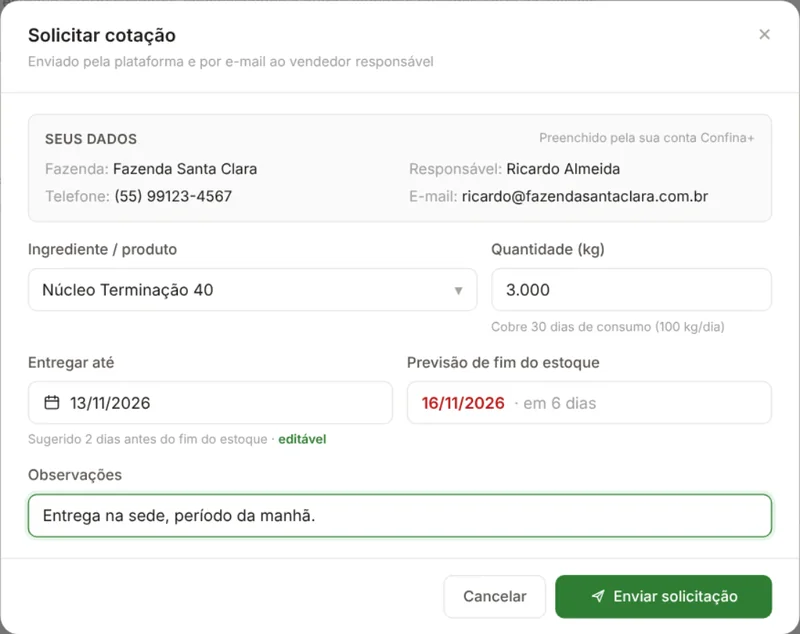 Solicitar cotação
Enviado pela plataforma e por e-mail ao vendedor responsável
SEUS DADOS
Preenchido pela sua conta Confina+
Fazenda: Fazenda Santa Clara
Responsável: Ricardo Almeida
Telefone: (55) 99123-4567
E-mail: ricardo@fazendasantaclara.com.br
Ingrediente / produto
Quantidade (kg)
Núcleo Terminação 40
3.000
Cobre 30 dias de consumo (100 kg/dia)
Entregar até
Previsão de fim do estoque
13/11/2026
16/11/2026 · em 6 dias
Sugerido 2 dias antes do fim do estoque · editável
Observações
Entrega na sede, período da manhã.
Cancelar
Enviar solicitação